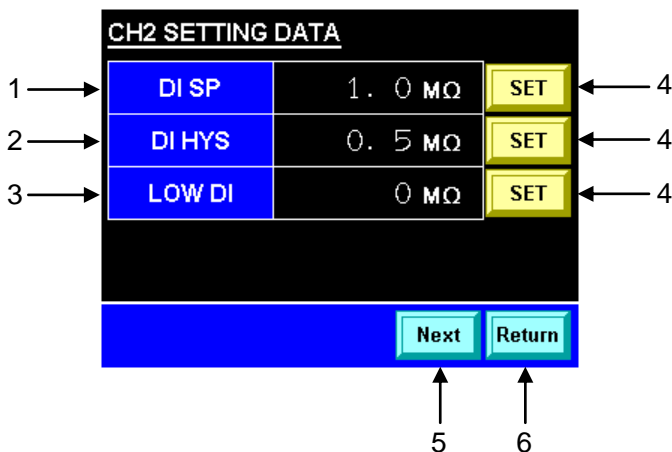 CH2 SETTING DATA
1 DI SP 1. 0 MΩ SET 4
2 DI HYS 0. 5 MΩ SET 4
3 LOW DI 0 MΩ SET 4
Next Return
5 6